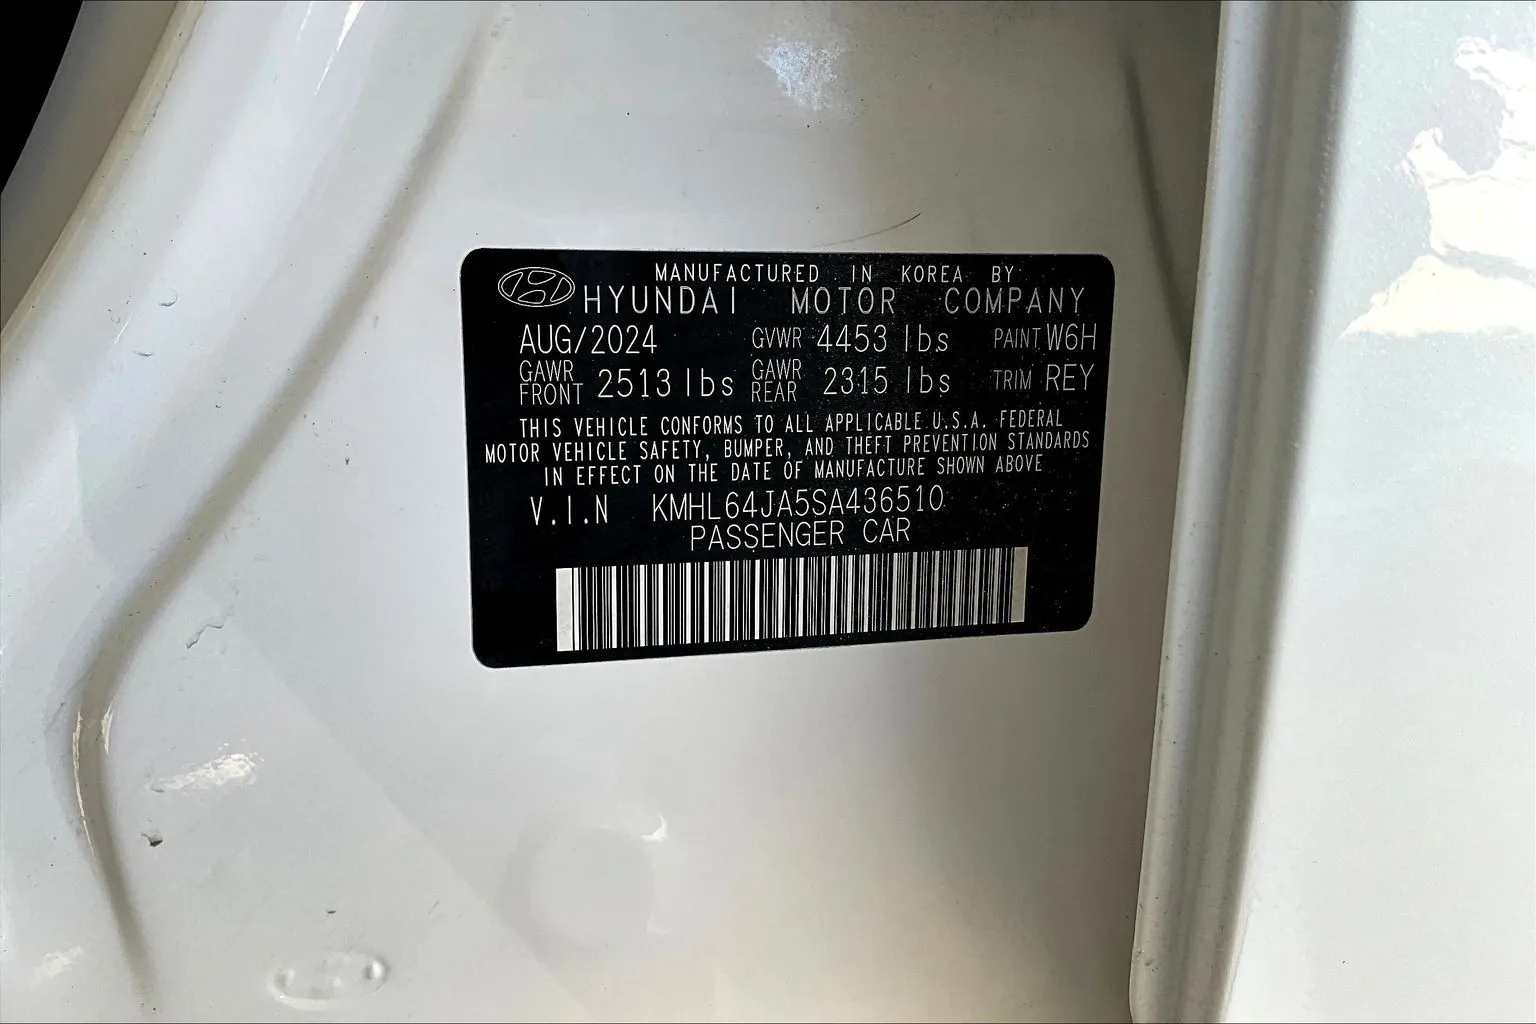 MANUFACTURED IN KOREA BY
HYUNDAI MOTOR COMPANY
AUG/2024 GVWR 4453 lbs PAINT W6H
GAWR FRONT 2513 lbs GAWR REAR 2315 lbs TRIM REY
THIS VEHICLE CONFORMS TO ALL APPLICABLE U.S.A. FEDERAL
MOTOR VEHICLE SAFETY, BUMPER, AND THEFT PREVENTION STANDARDS
IN EFFECT ON THE DATE OF MANUFACTURE SHOWN ABOVE
V.I.N KMHL64JA5SA436510
PASSENGER CAR